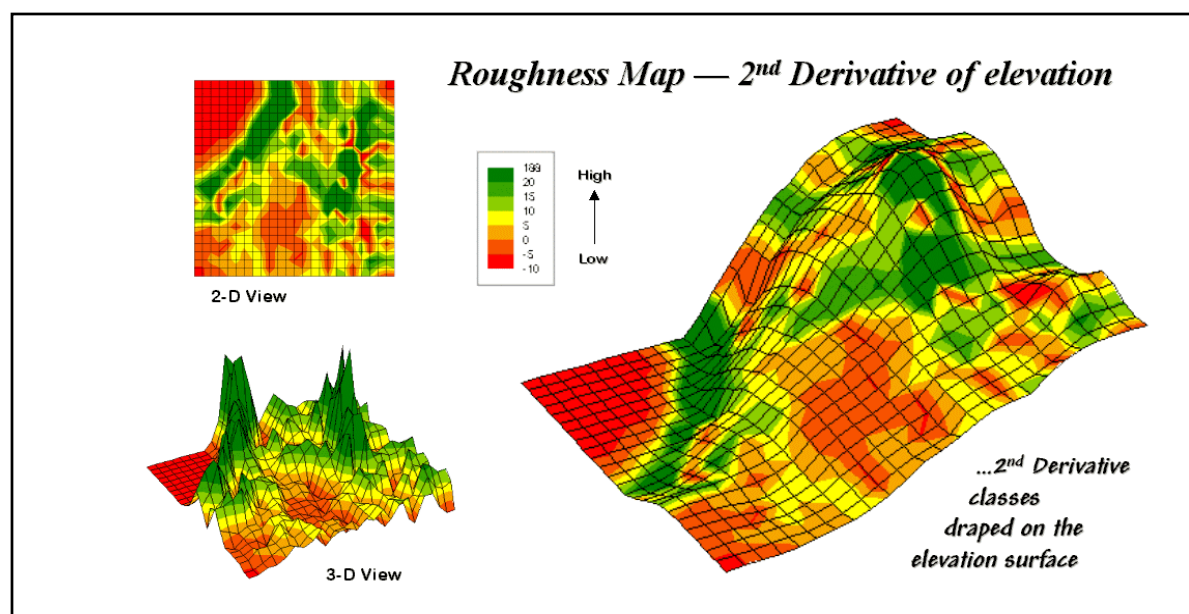 Roughness Map — 2nd Derivative of elevation
2-D View
100
20
15
10
5
0
-5
-10
High
Low
3-D View
...2nd Derivative
classes
draped on the
elevation surface